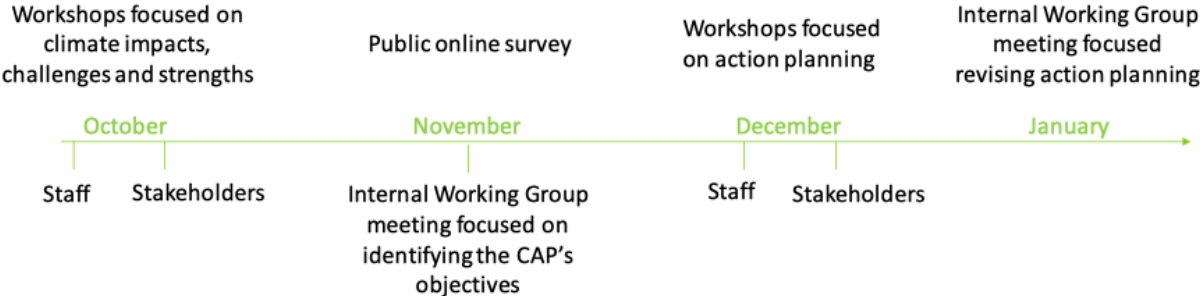 Workshops focused on
climate impacts,
challenges and strengths
Public online survey
Workshops focused
on action planning
Internal Working Group
meeting focused
revising action planning
October
November
December
January
Staff
Stakeholders
Internal Working Group
meeting focused on
identifying the CAP's
objectives
Staff
Stakeholders